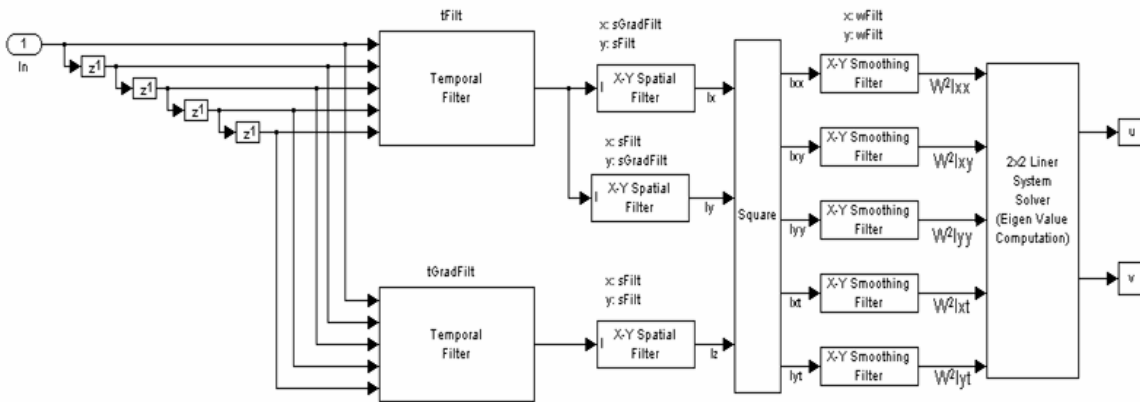 tFilt
x: sGradFilt
y: sFilt
x: wFilt
y: wFilt
1
In
z1
z1
z1
z1
Temporal
Filter
I
X-Y Spatial
Filter
Ix
x: sFilt
y: sGradFilt
I
X-Y Spatial
Filter
Iy
tGradFilt
Temporal
Filter
x: sFilt
y: sFilt
I
X-Y Spatial
Filter
Iz
Square
Ixx
X-Y Smoothing
Filter
W²Ixx
Ixy
X-Y Smoothing
Filter
W²Ixy
Iyy
X-Y Smoothing
Filter
W²Iyy
Ixt
X-Y Smoothing
Filter
W²Ixt
Iyt
X-Y Smoothing
Filter
W²Iyt
2x2 Liner
System
Solver
(Eigen Value
Computation)
u
v